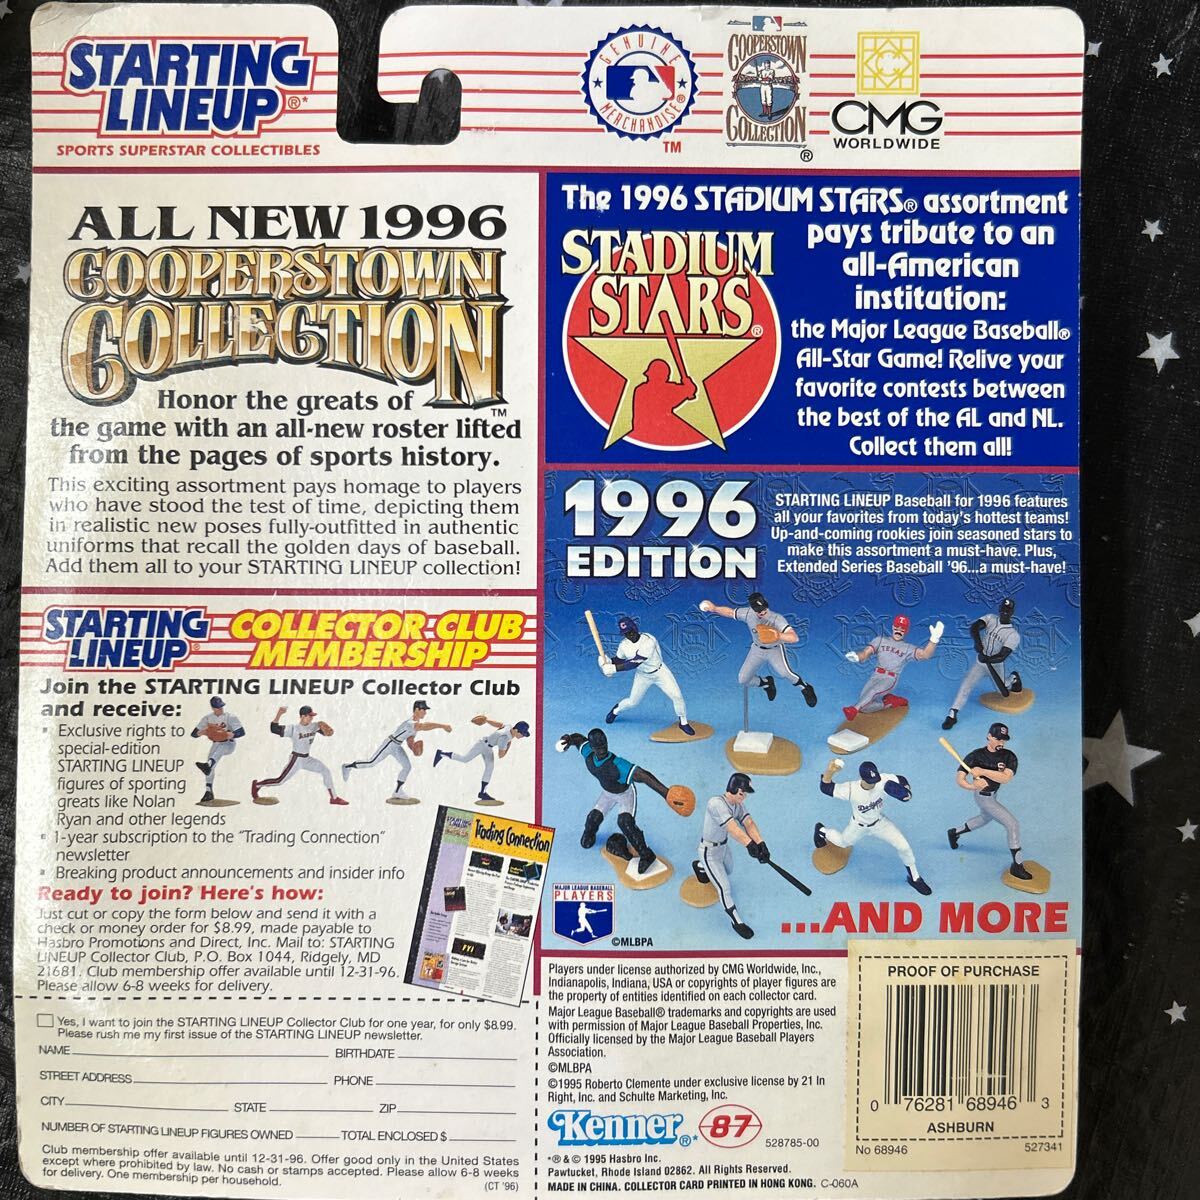 STARTING
LINEUP®*
SPORTS SUPERSTAR COLLECTIBLES
GENUINE
MERCHANDISE®
TM
COOPERSTOWN
COLLECTION
®
CMG
WORLDWIDE
ALL NEW 1996
COOPERSTOWN
COLLECTION
TM
Honor the greats of
the game with an all-new roster lifted
from the pages of sports history.
This exciting assortment pays homage to players
who have stood the test of time, depicting them
in realistic new poses fully-outfitted in authentic
uniforms that recall the golden days of baseball.
Add them all to your STARTING LINEUP collection!
The 1996 STADIUM STARS® assortment
pays tribute to an
all-American
institution:
the Major League Baseball®
All-Star Game! Relive your
favorite contests between
the best of the AL and NL.
Collect them all!
STADIUM
STARS®
1996
EDITION
STARTING LINEUP Baseball for 1996 features
all your favorites from today's hottest teams!
Up-and-coming rookies join seasoned stars to
make this assortment a must-have. Plus,
Extended Series Baseball '96...a must-have!
TEXAS
Dodgers
MAJOR LEAGUE BASEBALL
PLAYERS
©MLBPA
...AND MORE
STARTING
LINEUP®
COLLECTOR CLUB
MEMBERSHIP
Join the STARTING LINEUP Collector Club
and receive:
Exclusive rights to
special-edition
STARTING LINEUP
figures of sporting
greats like Nolan
Ryan and other legends
1-year subscription to the "Trading Connection"
newsletter
Breaking product announcements and insider info
Trading Connection
FYI
Ready to join? Here's how:
Just cut or copy the form below and send it with a
check or money order for $8.99, made payable to
Hasbro Promotions and Direct, Inc. Mail to: STARTING
LINEUP Collector Club, P.O. Box 1044, Ridgely, MD
21681. Club membership offer available until 12-31-96.
Please allow 6-8 weeks for delivery.
Yes, I want to join the STARTING LINEUP Collector Club for one year, for only $8.99.
Please rush me my first issue of the STARTING LINEUP newsletter.
NAME BIRTHDATE
STREET ADDRESS PHONE
CITY STATE ZIP
NUMBER OF STARTING LINEUP FIGURES OWNED TOTAL ENCLOSED $
Club membership offer available until 12-31-96. Offer good only in the United States
except where prohibited by law. No cash or stamps accepted. Please allow 6-8 weeks
for delivery. One membership per household. (CT '96)
Players under license authorized by CMG Worldwide, Inc.,
Indianapolis, Indiana, USA or copyrights of player figures are
the property of entities identified on each collector card.
Major League Baseball® trademarks and copyrights are used
with permission of Major League Baseball Properties, Inc.
Officially licensed by the Major League Baseball Players
Association.
©MLBPA
©1995 Roberto Clemente under exclusive license by 21 In
Right, Inc. and Schulte Marketing, Inc.
Kenner®* 87 528785-00
*® & © 1995 Hasbro Inc.
Pawtucket, Rhode Island 02862. All Rights Reserved.
MADE IN CHINA. COLLECTOR CARD PRINTED IN HONG KONG. C-060A
PROOF OF PURCHASE
0 76281 68946 3
ASHBURN
No 68946 527341